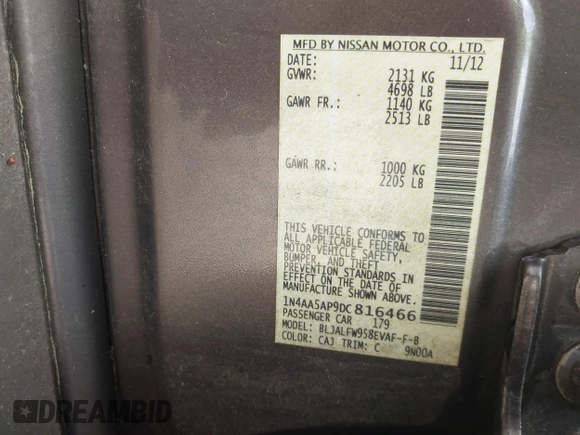 MFD BY NISSAN MOTOR CO., LTD.
DATE: 11/12
GVWR: 2131 KG
4698 LB
GAWR FR.: 1140 KG
2513 LB
GAWR RR.: 1000 KG
2205 LB
THIS VEHICLE CONFORMS TO
ALL APPLICABLE FEDERAL
MOTOR VEHICLE SAFETY,
BUMPER, AND THEFT
PREVENTION STANDARDS IN
EFFECT ON THE DATE OF
MANUFACTURE SHOWN ABOVE.
1N4AA5AP9DC816466
PASSENGER CAR 179
MODEL: BLJALFW958EVAF-F-B
COLOR: CAJ TRIM: C 9N00A
DREAMBID